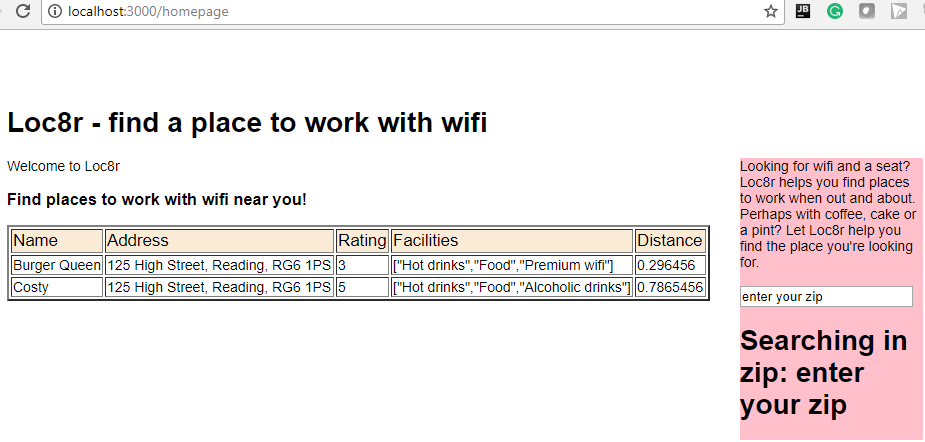 localhost:3000/homepage
JB
Loc8r - find a place to work with wifi
Welcome to Loc8r
Find places to work with wifi near you!
Name Address Rating Facilities Distance
Burger Queen 125 High Street, Reading, RG6 1PS 3 ["Hot drinks","Food","Premium wifi"] 0.296456
Costy 125 High Street, Reading, RG6 1PS 5 ["Hot drinks","Food","Alcoholic drinks"] 0.7865456
Looking for wifi and a seat?
Loc8r helps you find places
to work when out and about.
Perhaps with coffee, cake or
a pint? Let Loc8r help you
find the place you're looking
for.
enter your zip
Searching in
zip: enter
your zip